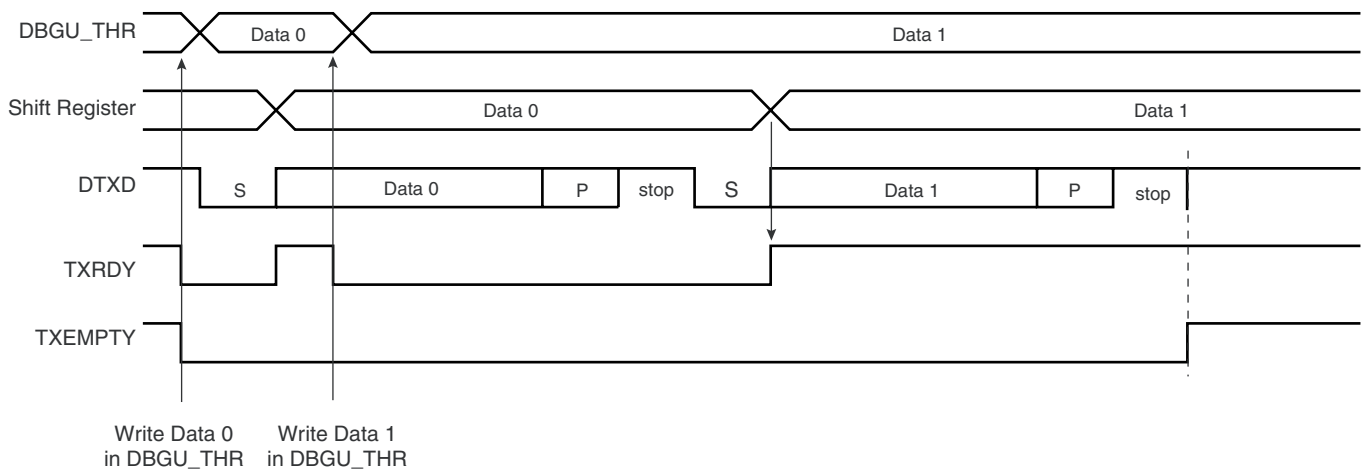 DBGU_THR
Data 0
Data 1
Shift Register
Data 0
Data 1
DTXD
S
Data 0
P
stop
S
Data 1
P
stop
TXRDY
TXEMPTY
Write Data 0
in DBGU_THR
Write Data 1
in DBGU_THR